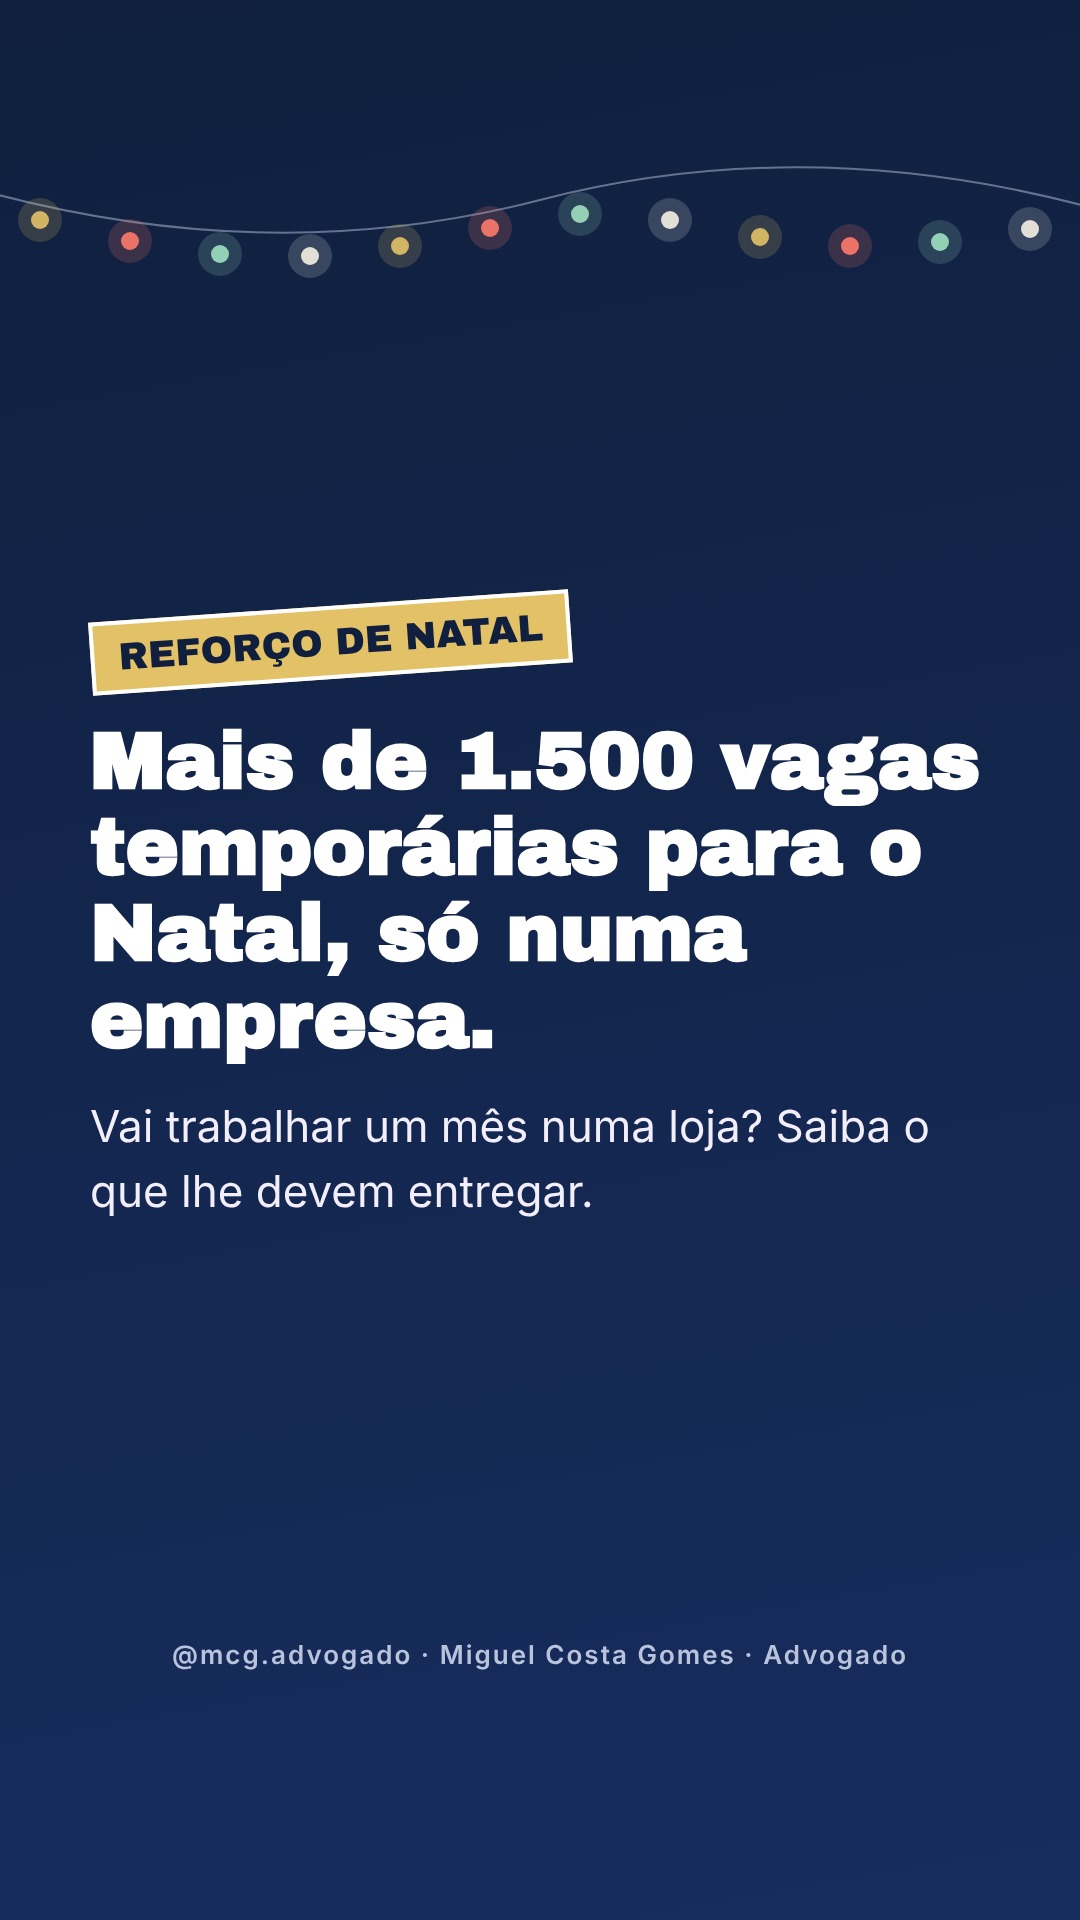 REFORÇO DE NATAL
Mais de 1.500 vagas
temporárias para o
Natal, só numa
empresa.
Vai trabalhar um mês numa loja? Saiba o
que lhe devem entregar.
@mcg.advogado · Miguel Costa Gomes · Advogado